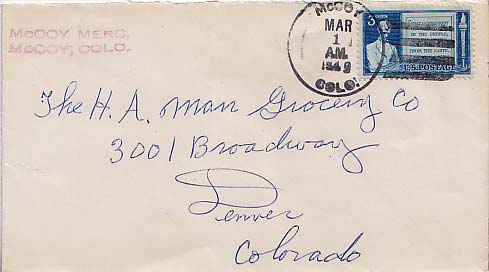 McCOY MERC,
McCOY, COLO.
McCOY
MAR
1
A.M.
1949
COLO.
3
OF THE PEOPLE,
FROM THE EARTH.
U.S. POSTAGE
The H. A. Marr Grocery Co
3001 Broadway
Denver
Colorado